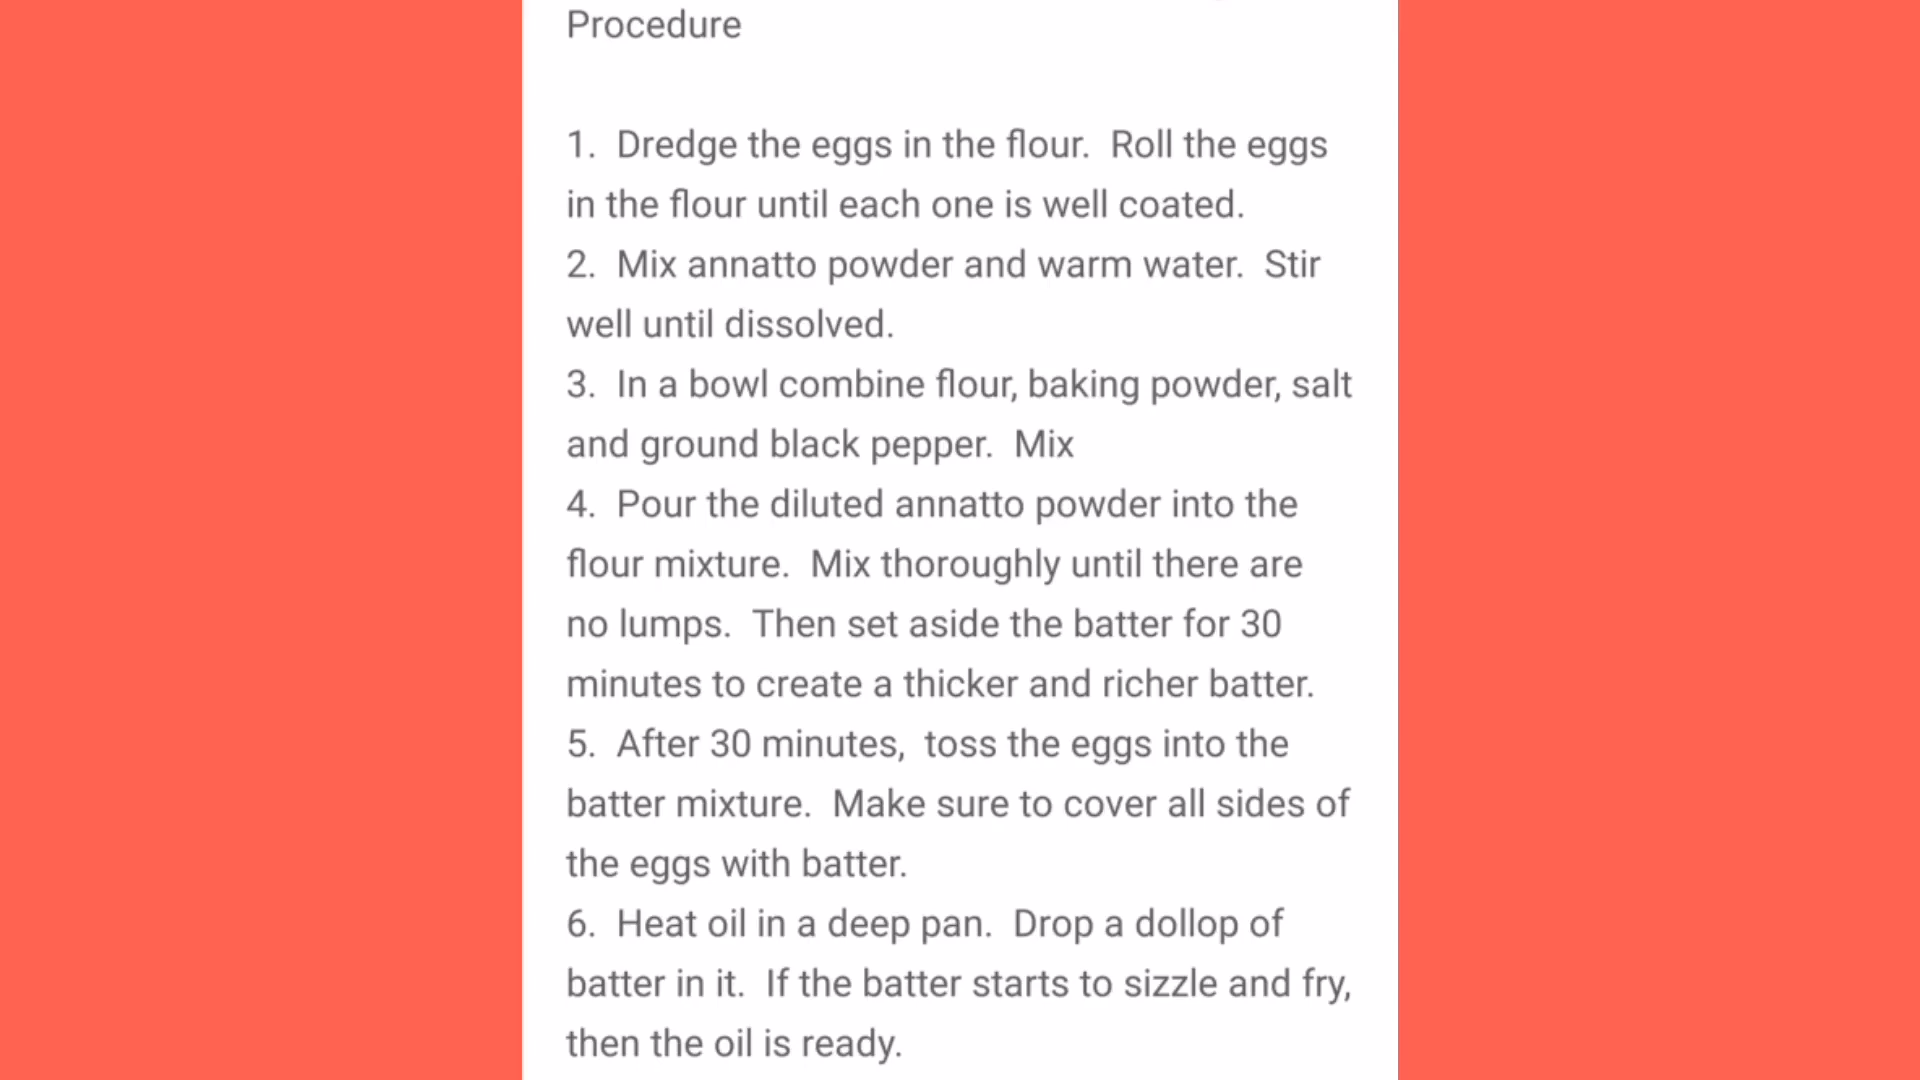 Procedure
1.  Dredge the eggs in the flour.  Roll the eggs
in the flour until each one is well coated.
2.  Mix annatto powder and warm water.  Stir
well until dissolved.
3.  In a bowl combine flour, baking powder, salt
and ground black pepper.  Mix
4.  Pour the diluted annatto powder into the
flour mixture.  Mix thoroughly until there are
no lumps.  Then set aside the batter for 30
minutes to create a thicker and richer batter.
5.  After 30 minutes,  toss the eggs into the
batter mixture.  Make sure to cover all sides of
the eggs with batter.
6.  Heat oil in a deep pan.  Drop a dollop of
batter in it.  If the batter starts to sizzle and fry,
then the oil is ready.